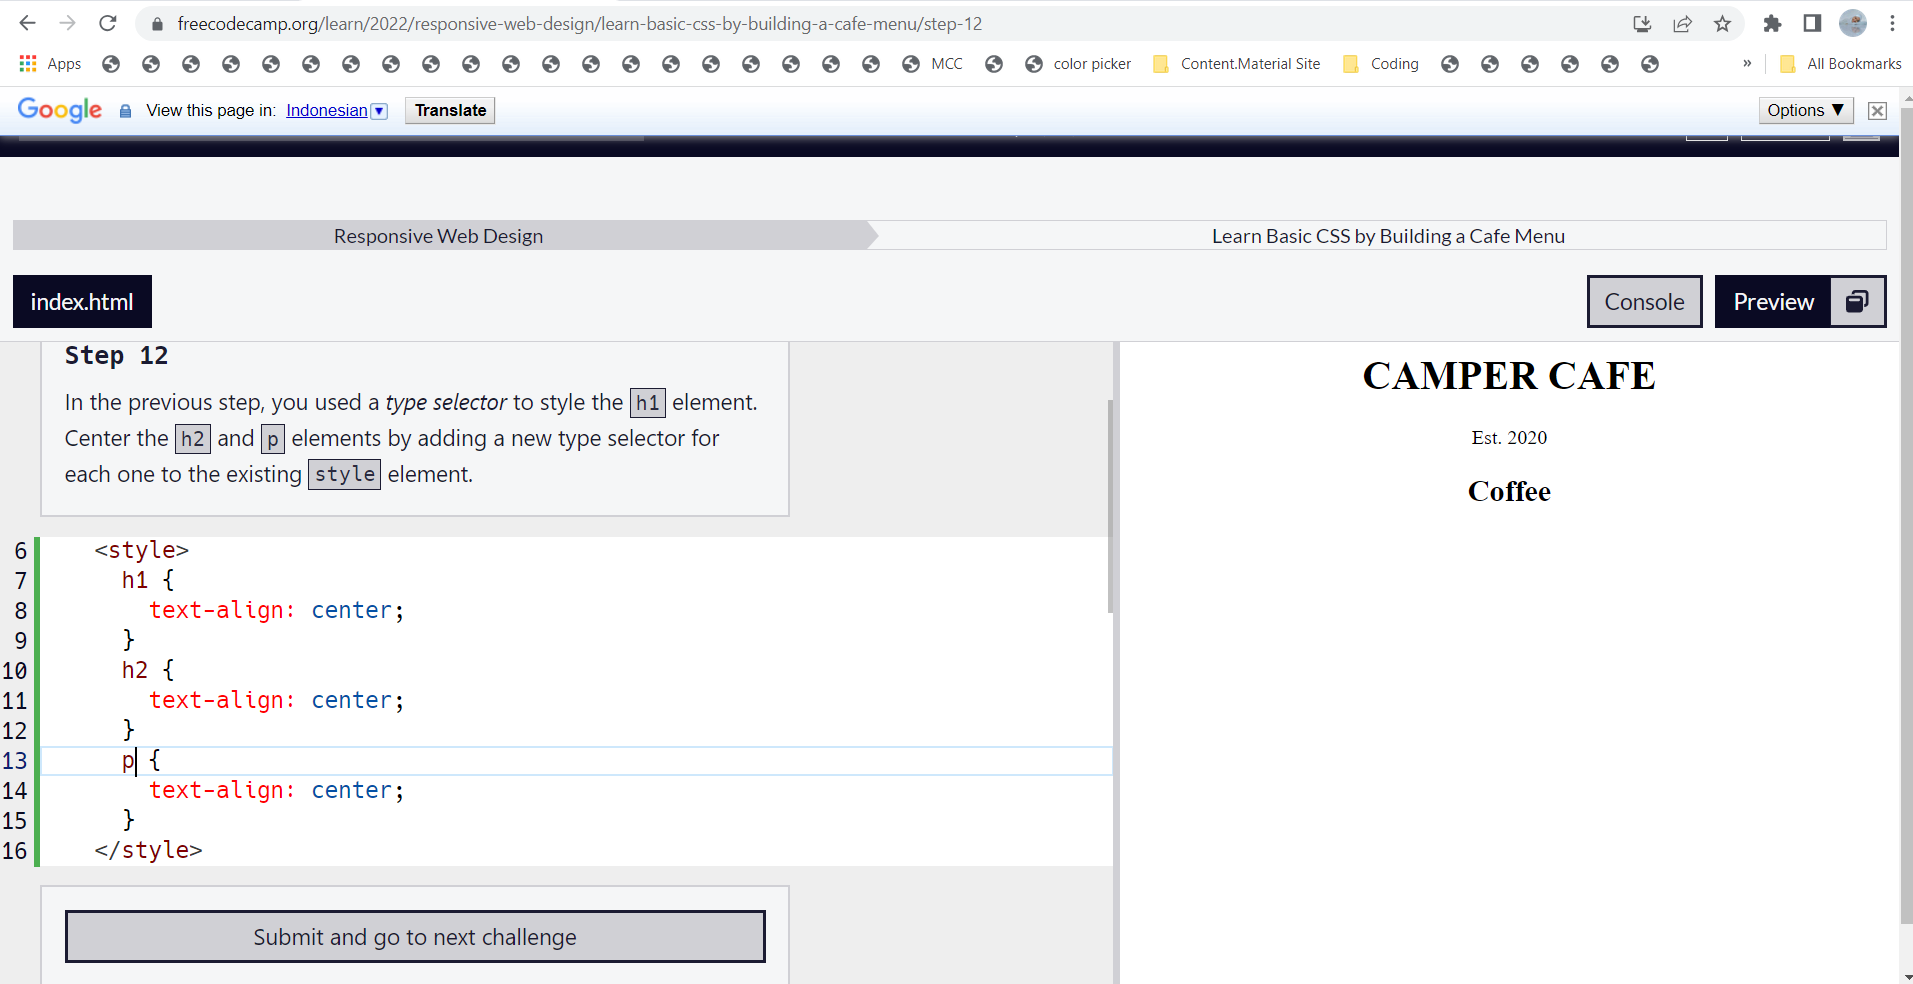 freecodecamp.org/learn/2022/responsive-web-design/learn-basic-css-by-building-a-cafe-menu/step-12
Apps MCC color picker Content.Material Site Coding » All Bookmarks
Google View this page in: Indonesian Translate Options ▼
Responsive Web Design Learn Basic CSS by Building a Cafe Menu
index.html Console Preview
Step 12
In the previous step, you used a type selector to style the h1 element.
Center the h2 and p elements by adding a new type selector for
each one to the existing style element.
6 <style>
7 h1 {
8 text-align: center;
9 }
10 h2 {
11 text-align: center;
12 }
13 p {
14 text-align: center;
15 }
16 </style>
Submit and go to next challenge
CAMPER CAFE
Est. 2020
Coffee